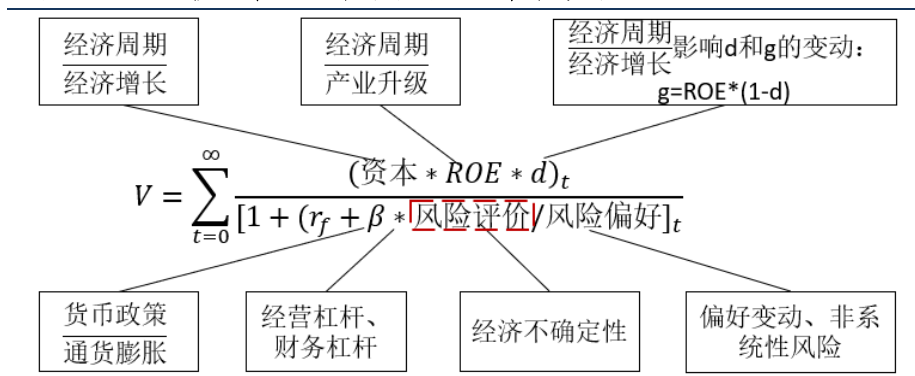 经济周期
经济增长
经济周期
产业升级
经济周期
经济增长影响d和g的变动：
g=ROE*(1-d)
V = ∑_{t=0}^{∞} (资本 * ROE * d)_t / [1 + (r_f + β * 风险评价/风险偏好]_t
货币政策
通货膨胀
经营杠杆、
财务杠杆
经济不确定性
偏好变动、非系
统性风险